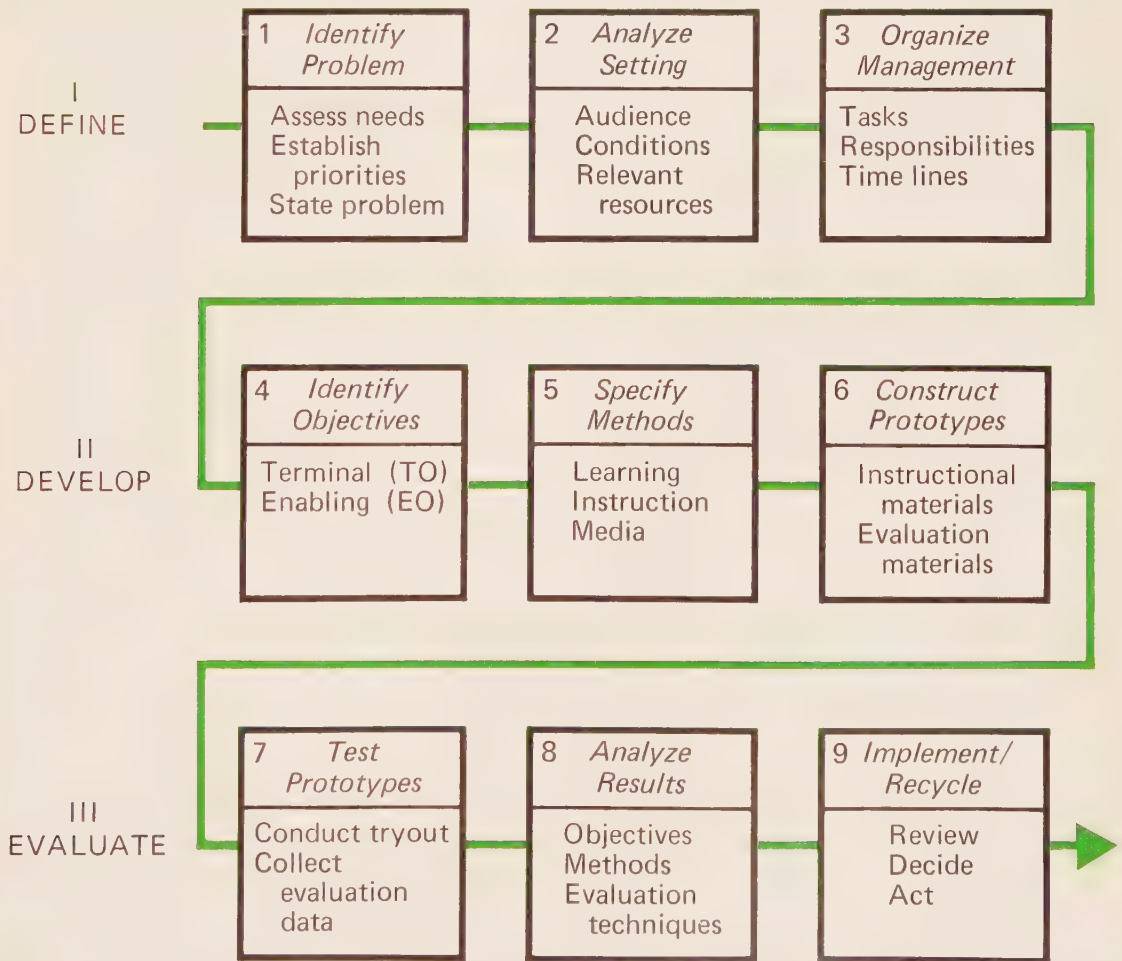 I
DEFINE
1 Identify
Problem
Assess needs
Establish
priorities
State problem
2 Analyze
Setting
Audience
Conditions
Relevant
resources
3 Organize
Management
Tasks
Responsibilities
Time lines
II
DEVELOP
4 Identify
Objectives
Terminal (TO)
Enabling (EO)
5 Specify
Methods
Learning
Instruction
Media
6 Construct
Prototypes
Instructional
materials
Evaluation
materials
III
EVALUATE
7 Test
Prototypes
Conduct tryout
Collect
evaluation
data
8 Analyze
Results
Objectives
Methods
Evaluation
techniques
9 Implement/
Recycle
Review
Decide
Act